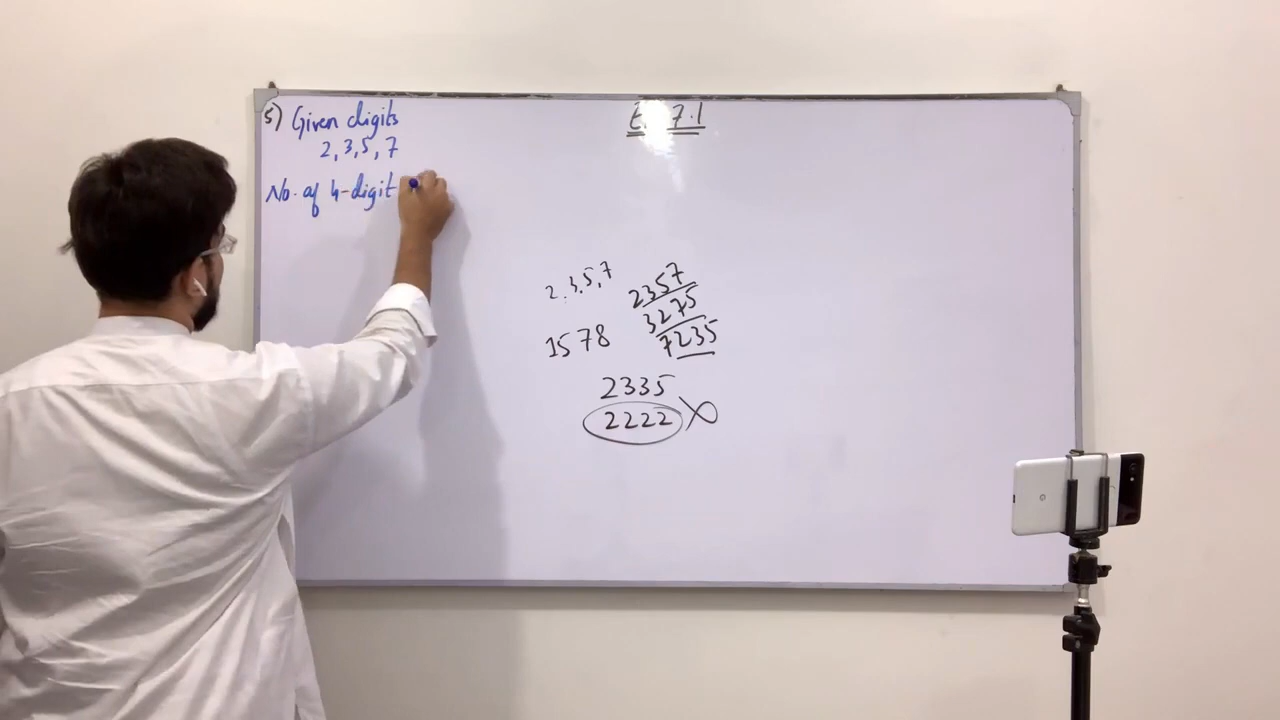 E. 7.1
5) Given digits
2, 3, 5, 7
No. of 4-digit
2, 3, 5, 7
2357
3275
7235
1578
2335
2222